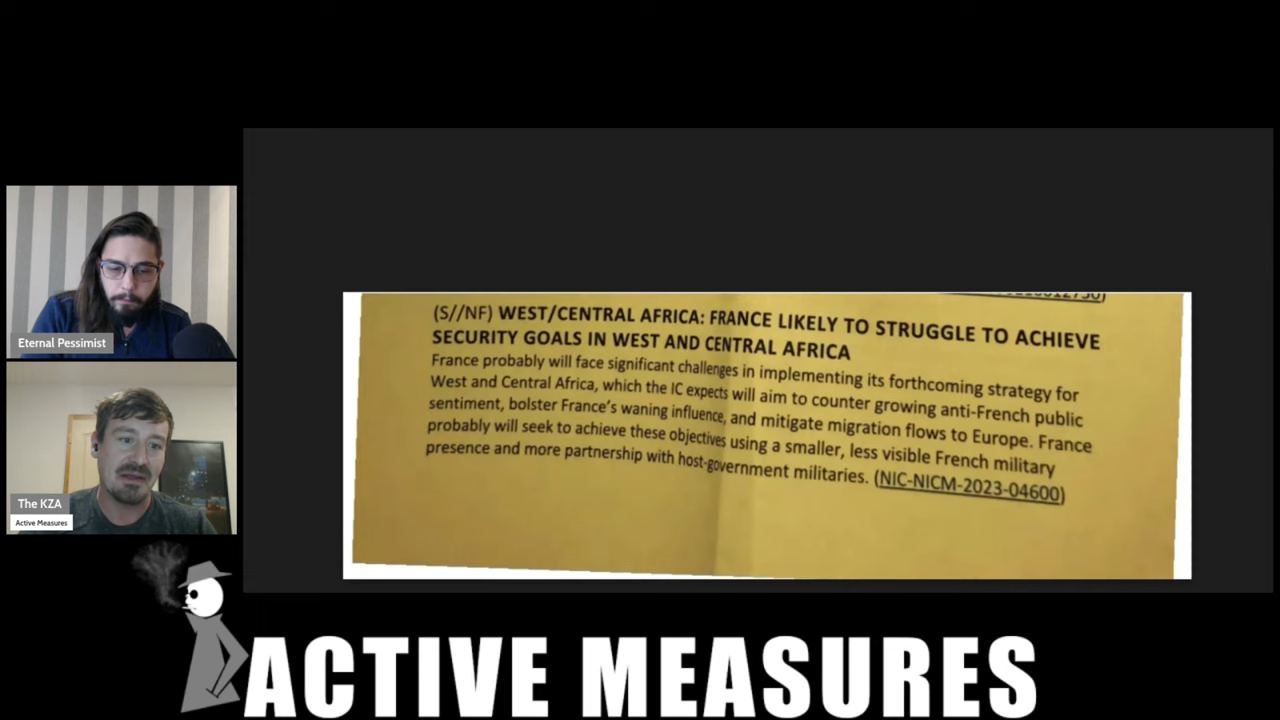 Eternal Pessimist
The KZA
Active Measures
(S//NF) WEST/CENTRAL AFRICA: FRANCE LIKELY TO STRUGGLE TO ACHIEVE
SECURITY GOALS IN WEST AND CENTRAL AFRICA
France probably will face significant challenges in implementing its forthcoming strategy for
West and Central Africa, which the IC expects will aim to counter growing anti-French public
sentiment, bolster France's waning influence, and mitigate migration flows to Europe. France
probably will seek to achieve these objectives using a smaller, less visible French military
presence and more partnership with host-government militaries. (NIC-NICM-2023-04600)
ACTIVE MEASURES